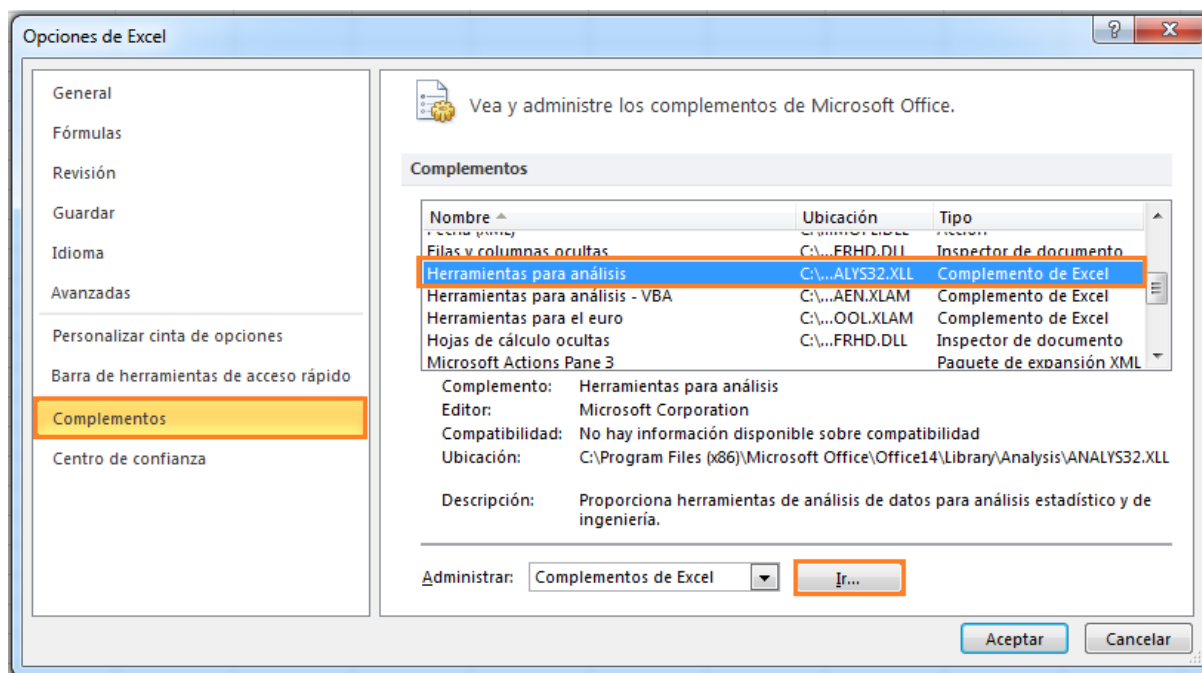 Opciones de Excel
General
Fórmulas
Revisión
Guardar
Idioma
Avanzadas
Personalizar cinta de opciones
Barra de herramientas de acceso rápido
Complementos
Centro de confianza
Vea y administre los complementos de Microsoft Office.
Complementos
Nombre Ubicación Tipo
Filas y columnas ocultas C:\...FRHD.DLL Inspector de documento
Herramientas para análisis C:\...ALYS32.XLL Complemento de Excel
Herramientas para análisis - VBA C:\...AEN.XLAM Complemento de Excel
Herramientas para el euro C:\...OOL.XLAM Complemento de Excel
Hojas de cálculo ocultas C:\...FRHD.DLL Inspector de documento
Microsoft Actions Pane 3 Paquete de expansión XML
Complemento: Herramientas para análisis
Editor: Microsoft Corporation
Compatibilidad: No hay información disponible sobre compatibilidad
Ubicación: C:\Program Files (x86)\Microsoft Office\Office14\Library\Analysis\ANALYS32.XLL
Descripción: Proporciona herramientas de análisis de datos para análisis estadístico y de
ingeniería.
Administrar: Complementos de Excel Ir...
Aceptar Cancelar